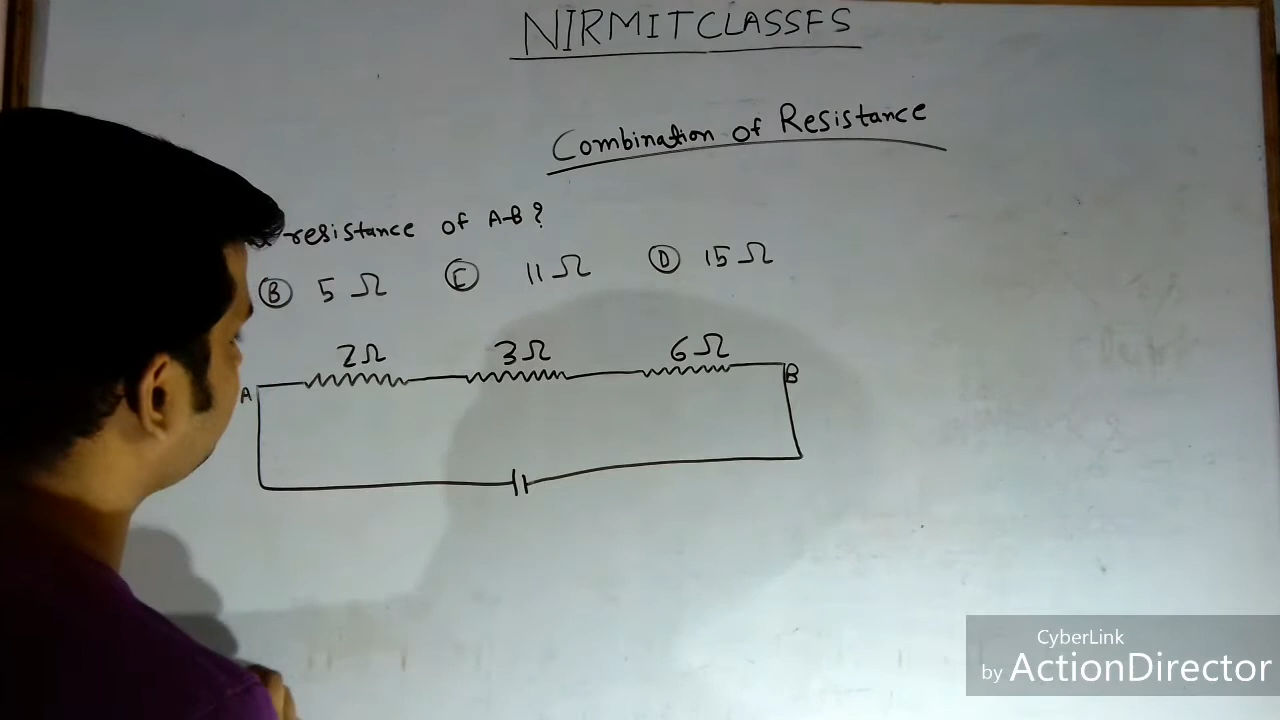 NIRMITCLASSES
Combination of Resistance
resistance of A-B?
Ⓑ 5 Ω Ⓒ 11 Ω Ⓓ 15 Ω
2Ω 3Ω 6Ω
A B
CyberLink
by ActionDirector